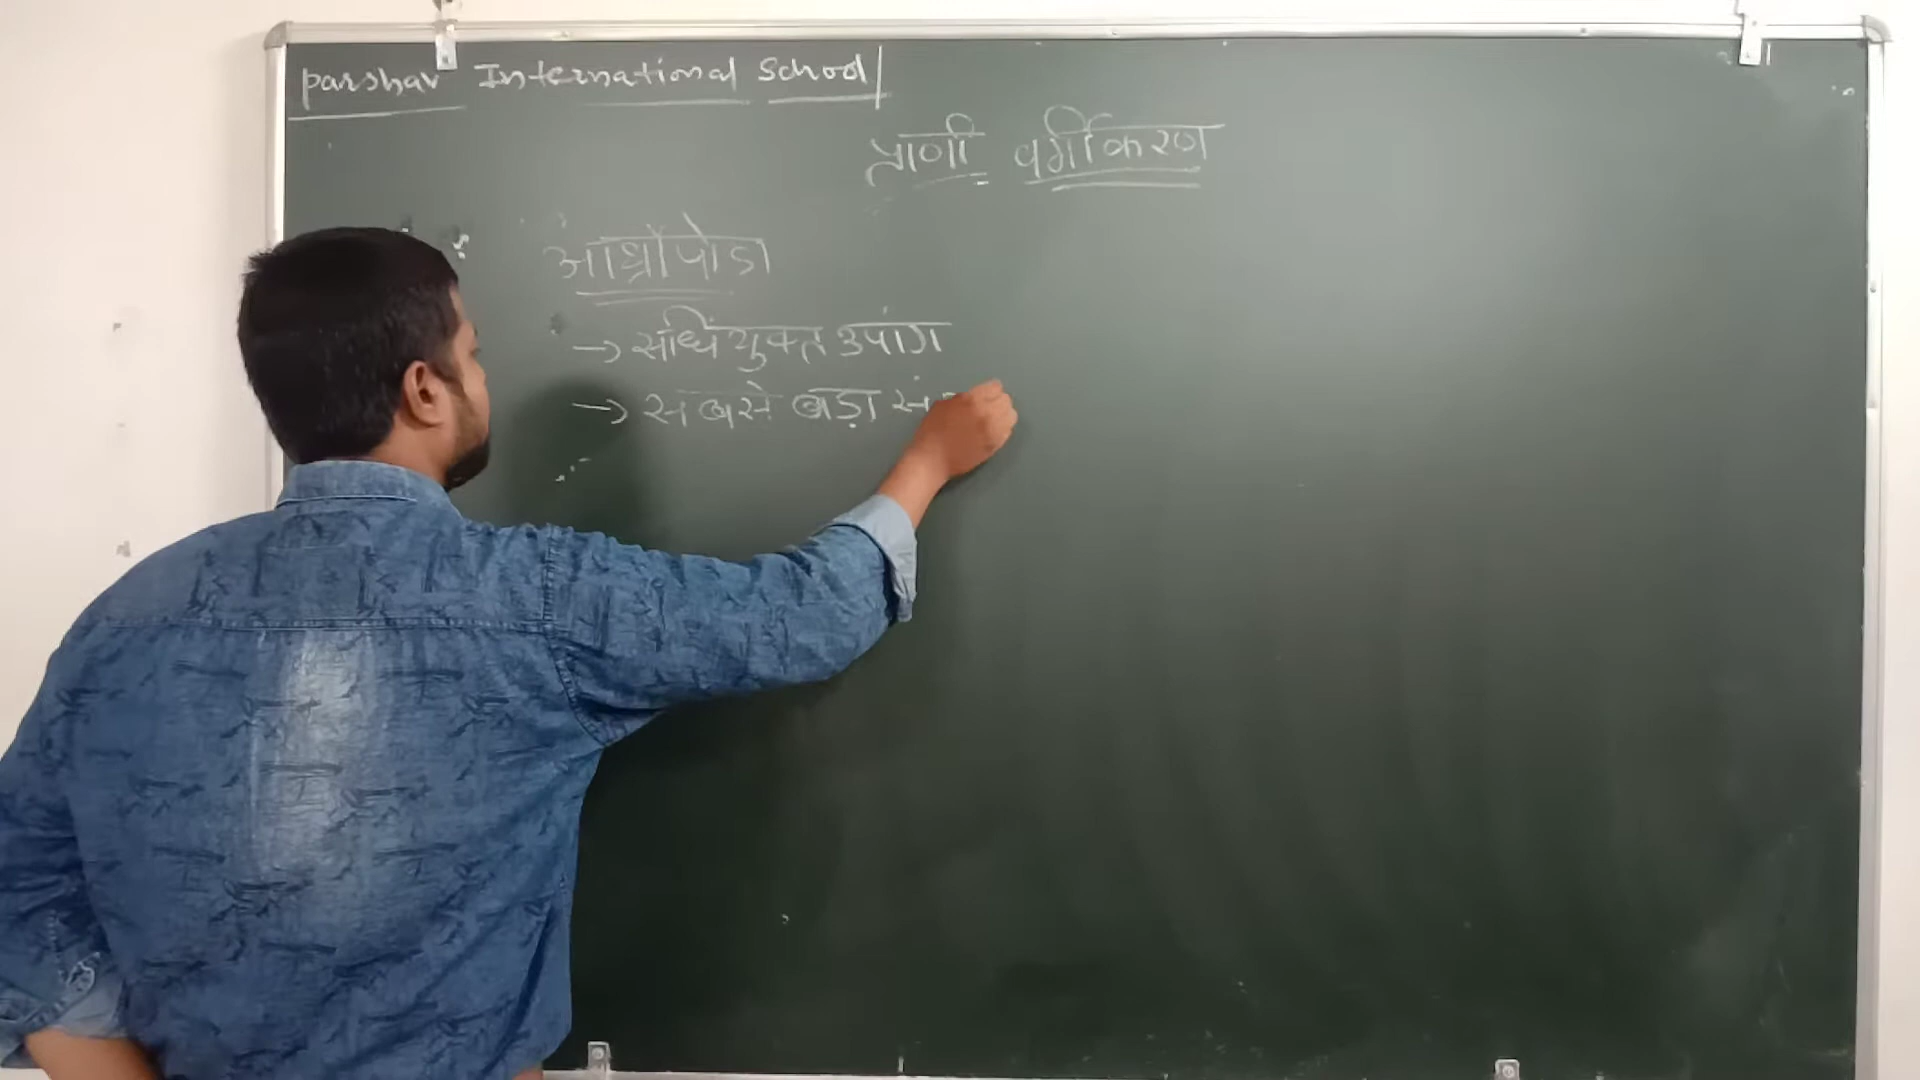 Parshav International School
प्राणी वर्गीकरण
आर्थ्रोपोडा
→ संधियुक्त उपांग
→ सबसे बड़ा